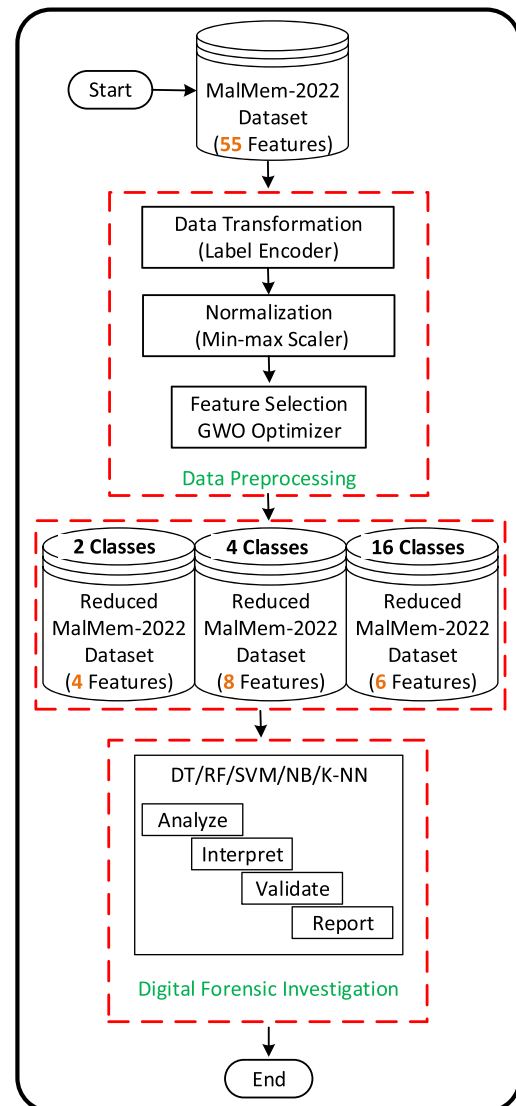 Start
MalMem-2022
Dataset
(55 Features)
Data Transformation
(Label Encoder)
Normalization
(Min-max Scaler)
Feature Selection
GWO Optimizer
Data Preprocessing
2 Classes
Reduced
MalMem-2022
Dataset
(4 Features)
4 Classes
Reduced
MalMem-2022
Dataset
(8 Features)
16 Classes
Reduced
MalMem-2022
Dataset
(6 Features)
DT/RF/SVM/NB/K-NN
Analyze
Interpret
Validate
Report
Digital Forensic Investigation
End